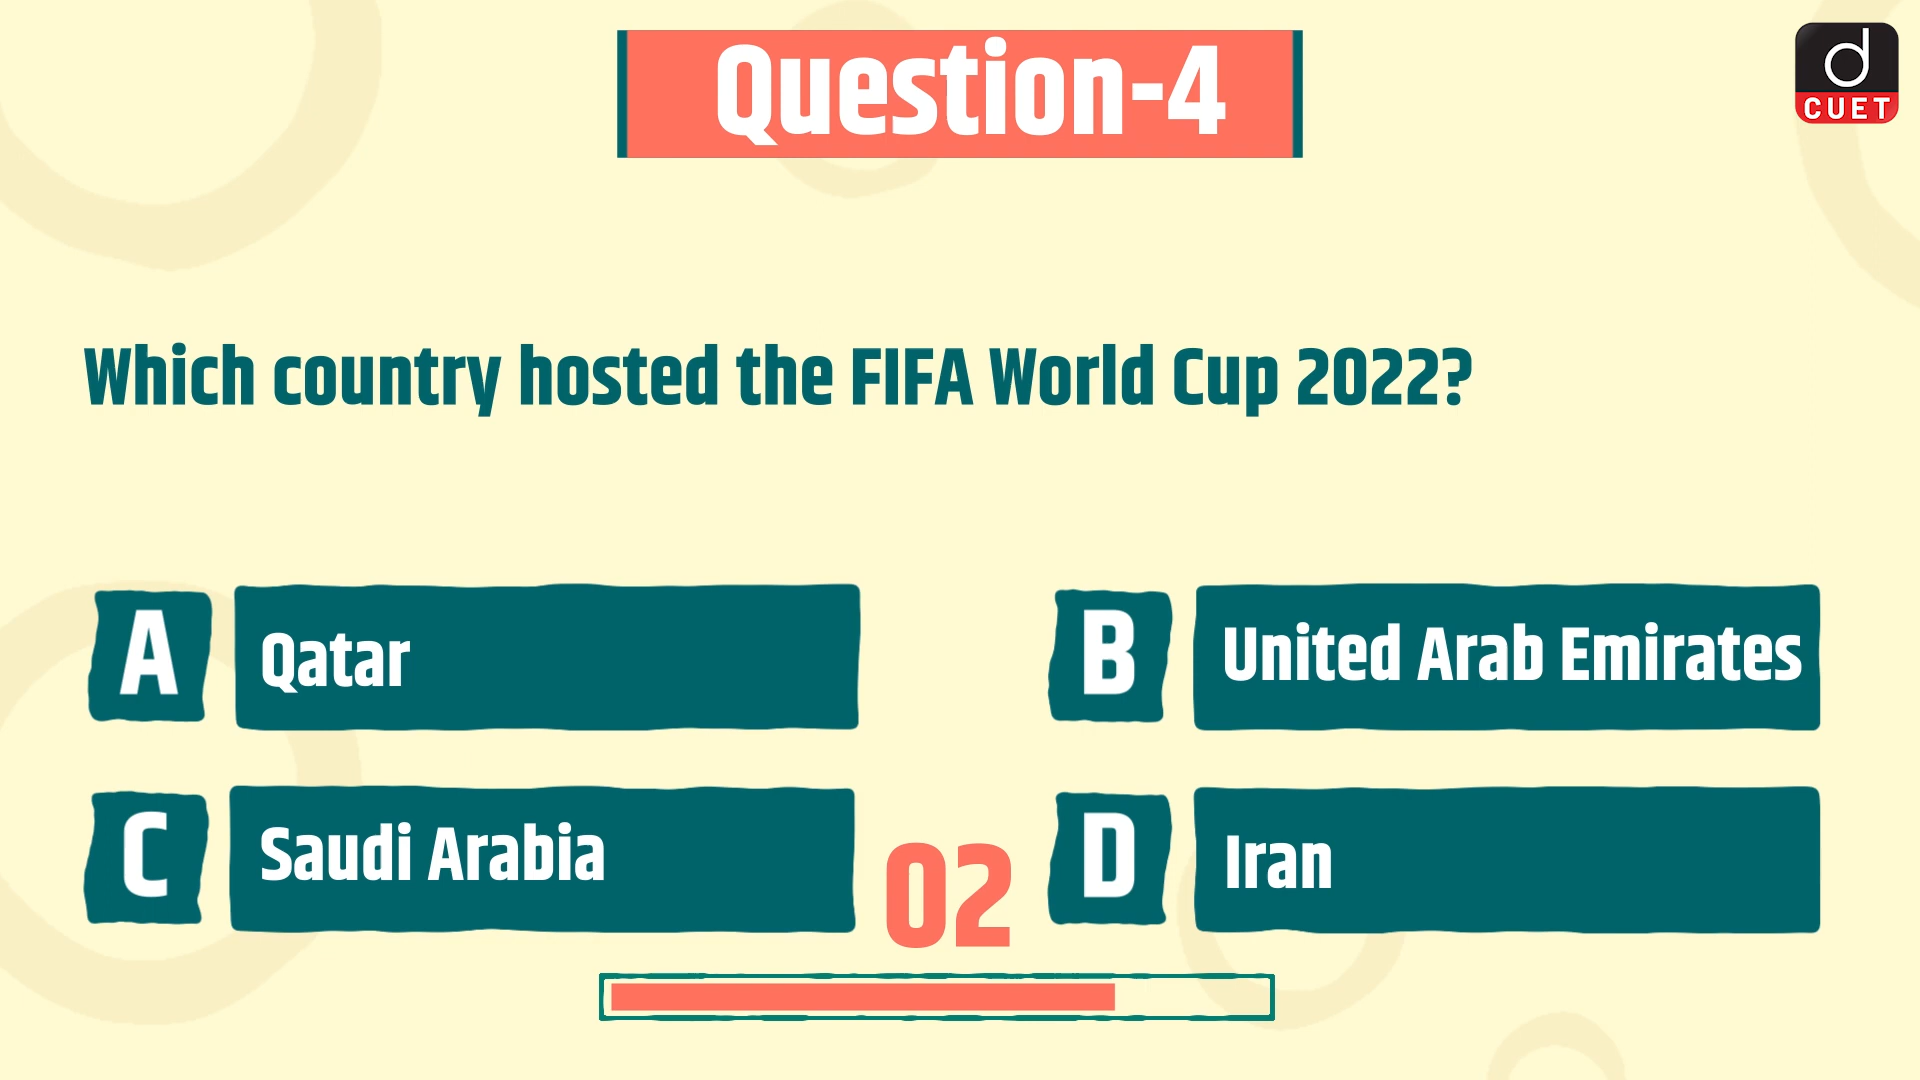 Question-4
d
CUET
Which country hosted the FIFA World Cup 2022?
A
Qatar
B
United Arab Emirates
C
Saudi Arabia
D
Iran
02